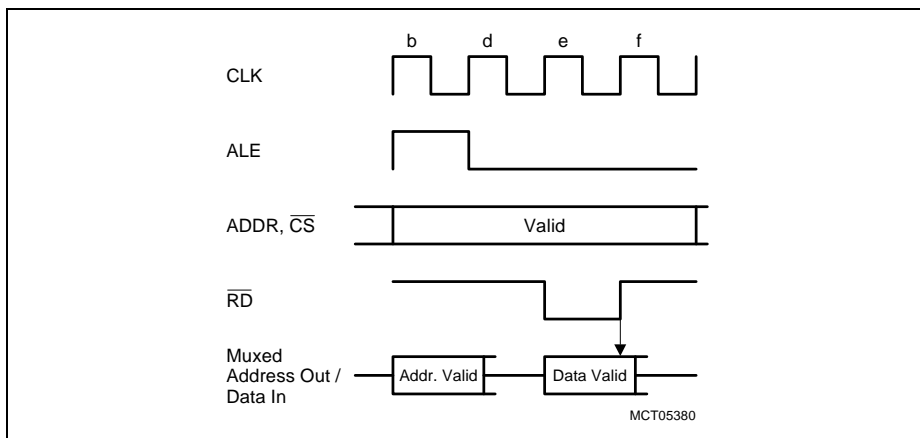 b d e f
CLK
ALE
ADDR, CS Valid
RD
Muxed
Address Out /
Data In
Addr. Valid Data Valid
MCT05380